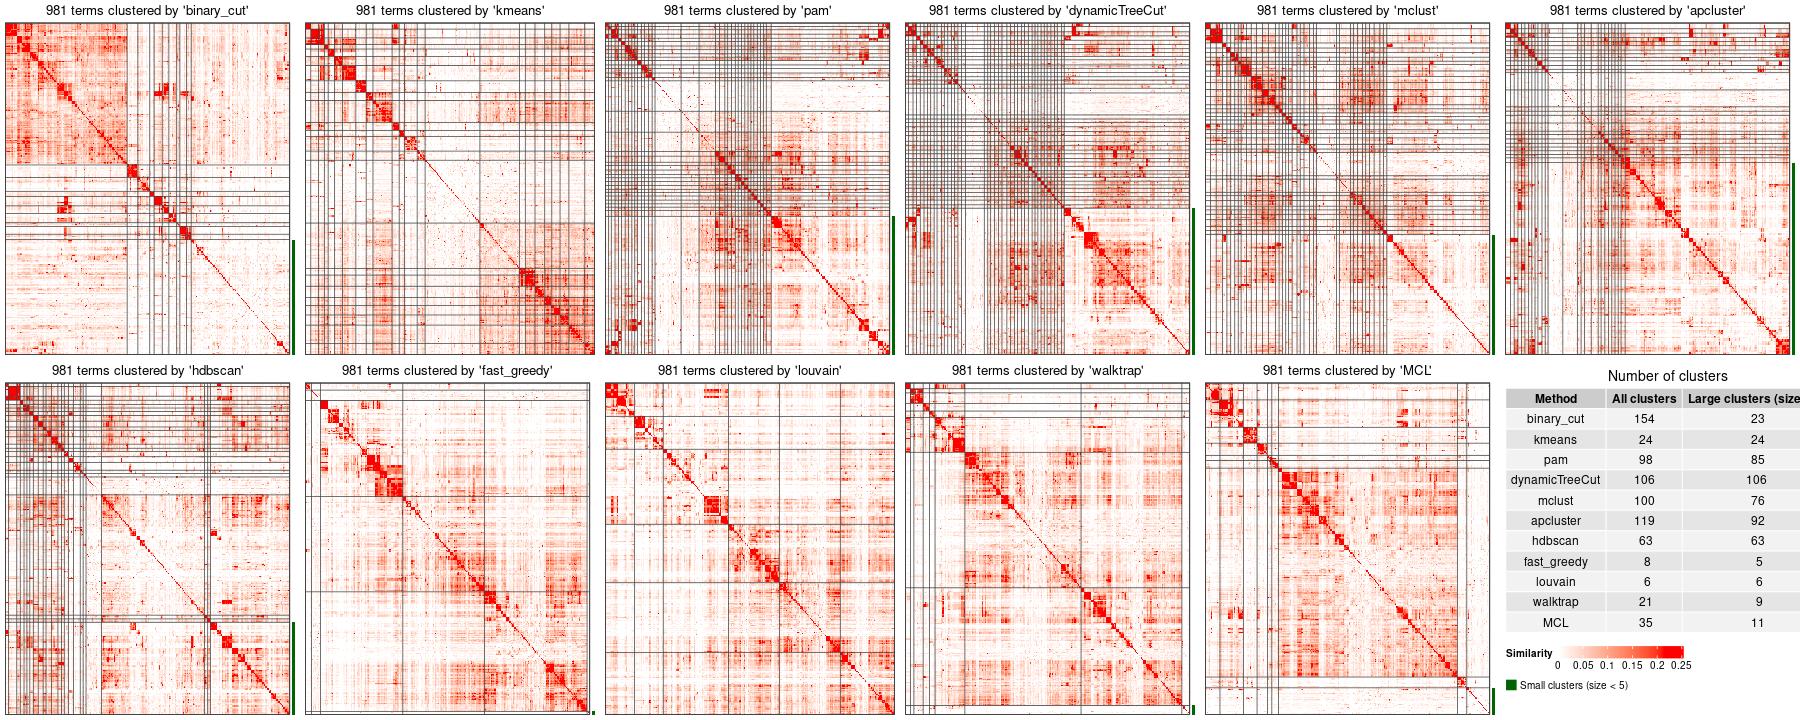 981 terms clustered by 'binary_cut'
981 terms clustered by 'kmeans'
981 terms clustered by 'pam'
981 terms clustered by 'dynamicTreeCut'
981 terms clustered by 'mclust'
981 terms clustered by 'apcluster'
981 terms clustered by 'hdbscan'
981 terms clustered by 'fast_greedy'
981 terms clustered by 'louvain'
981 terms clustered by 'walktrap'
981 terms clustered by 'MCL'
Number of clusters
Method All clusters Large clusters (size
binary_cut 154 23
kmeans 24 24
pam 98 85
dynamicTreeCut 106 106
mclust 100 76
apcluster 119 92
hdbscan 63 63
fast_greedy 8 5
louvain 6 6
walktrap 21 9
MCL 35 11
Similarity
0 0.05 0.1 0.15 0.2 0.25
Small clusters (size < 5)